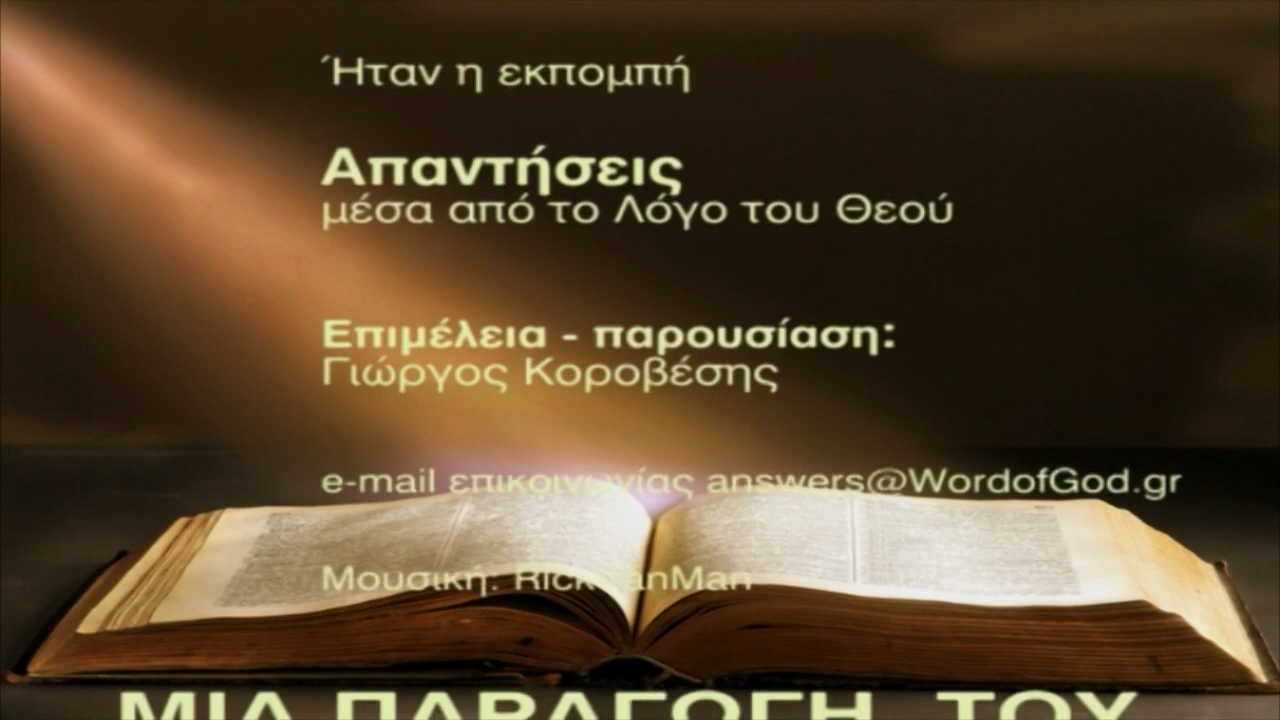 Ήταν η εκπομπή
Απαντήσεις
μέσα από το Λόγο του Θεού
Επιμέλεια - παρουσίαση:
Γιώργος Κοροβέσης
e-mail επικοινωνίας answers@WordofGod.gr
Μουσική:
ΜΙΑ ΠΑΡΑΓΩΓΗ ΤΟΥ